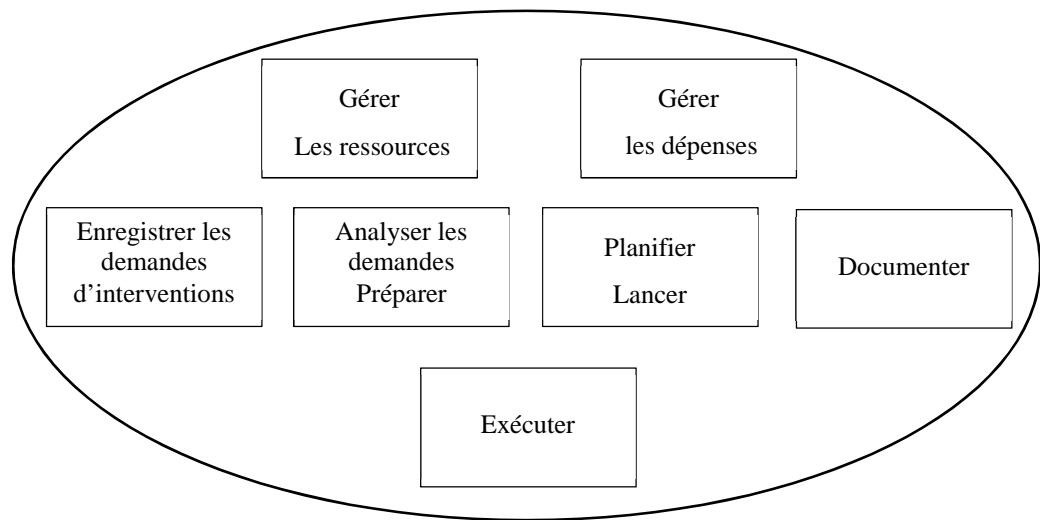 Gérer
Les ressources
Gérer
les dépenses
Enregistrer les
demandes
d’interventions
Analyser les
demandes
Préparer
Planifier
Lancer
Documenter
Exécuter